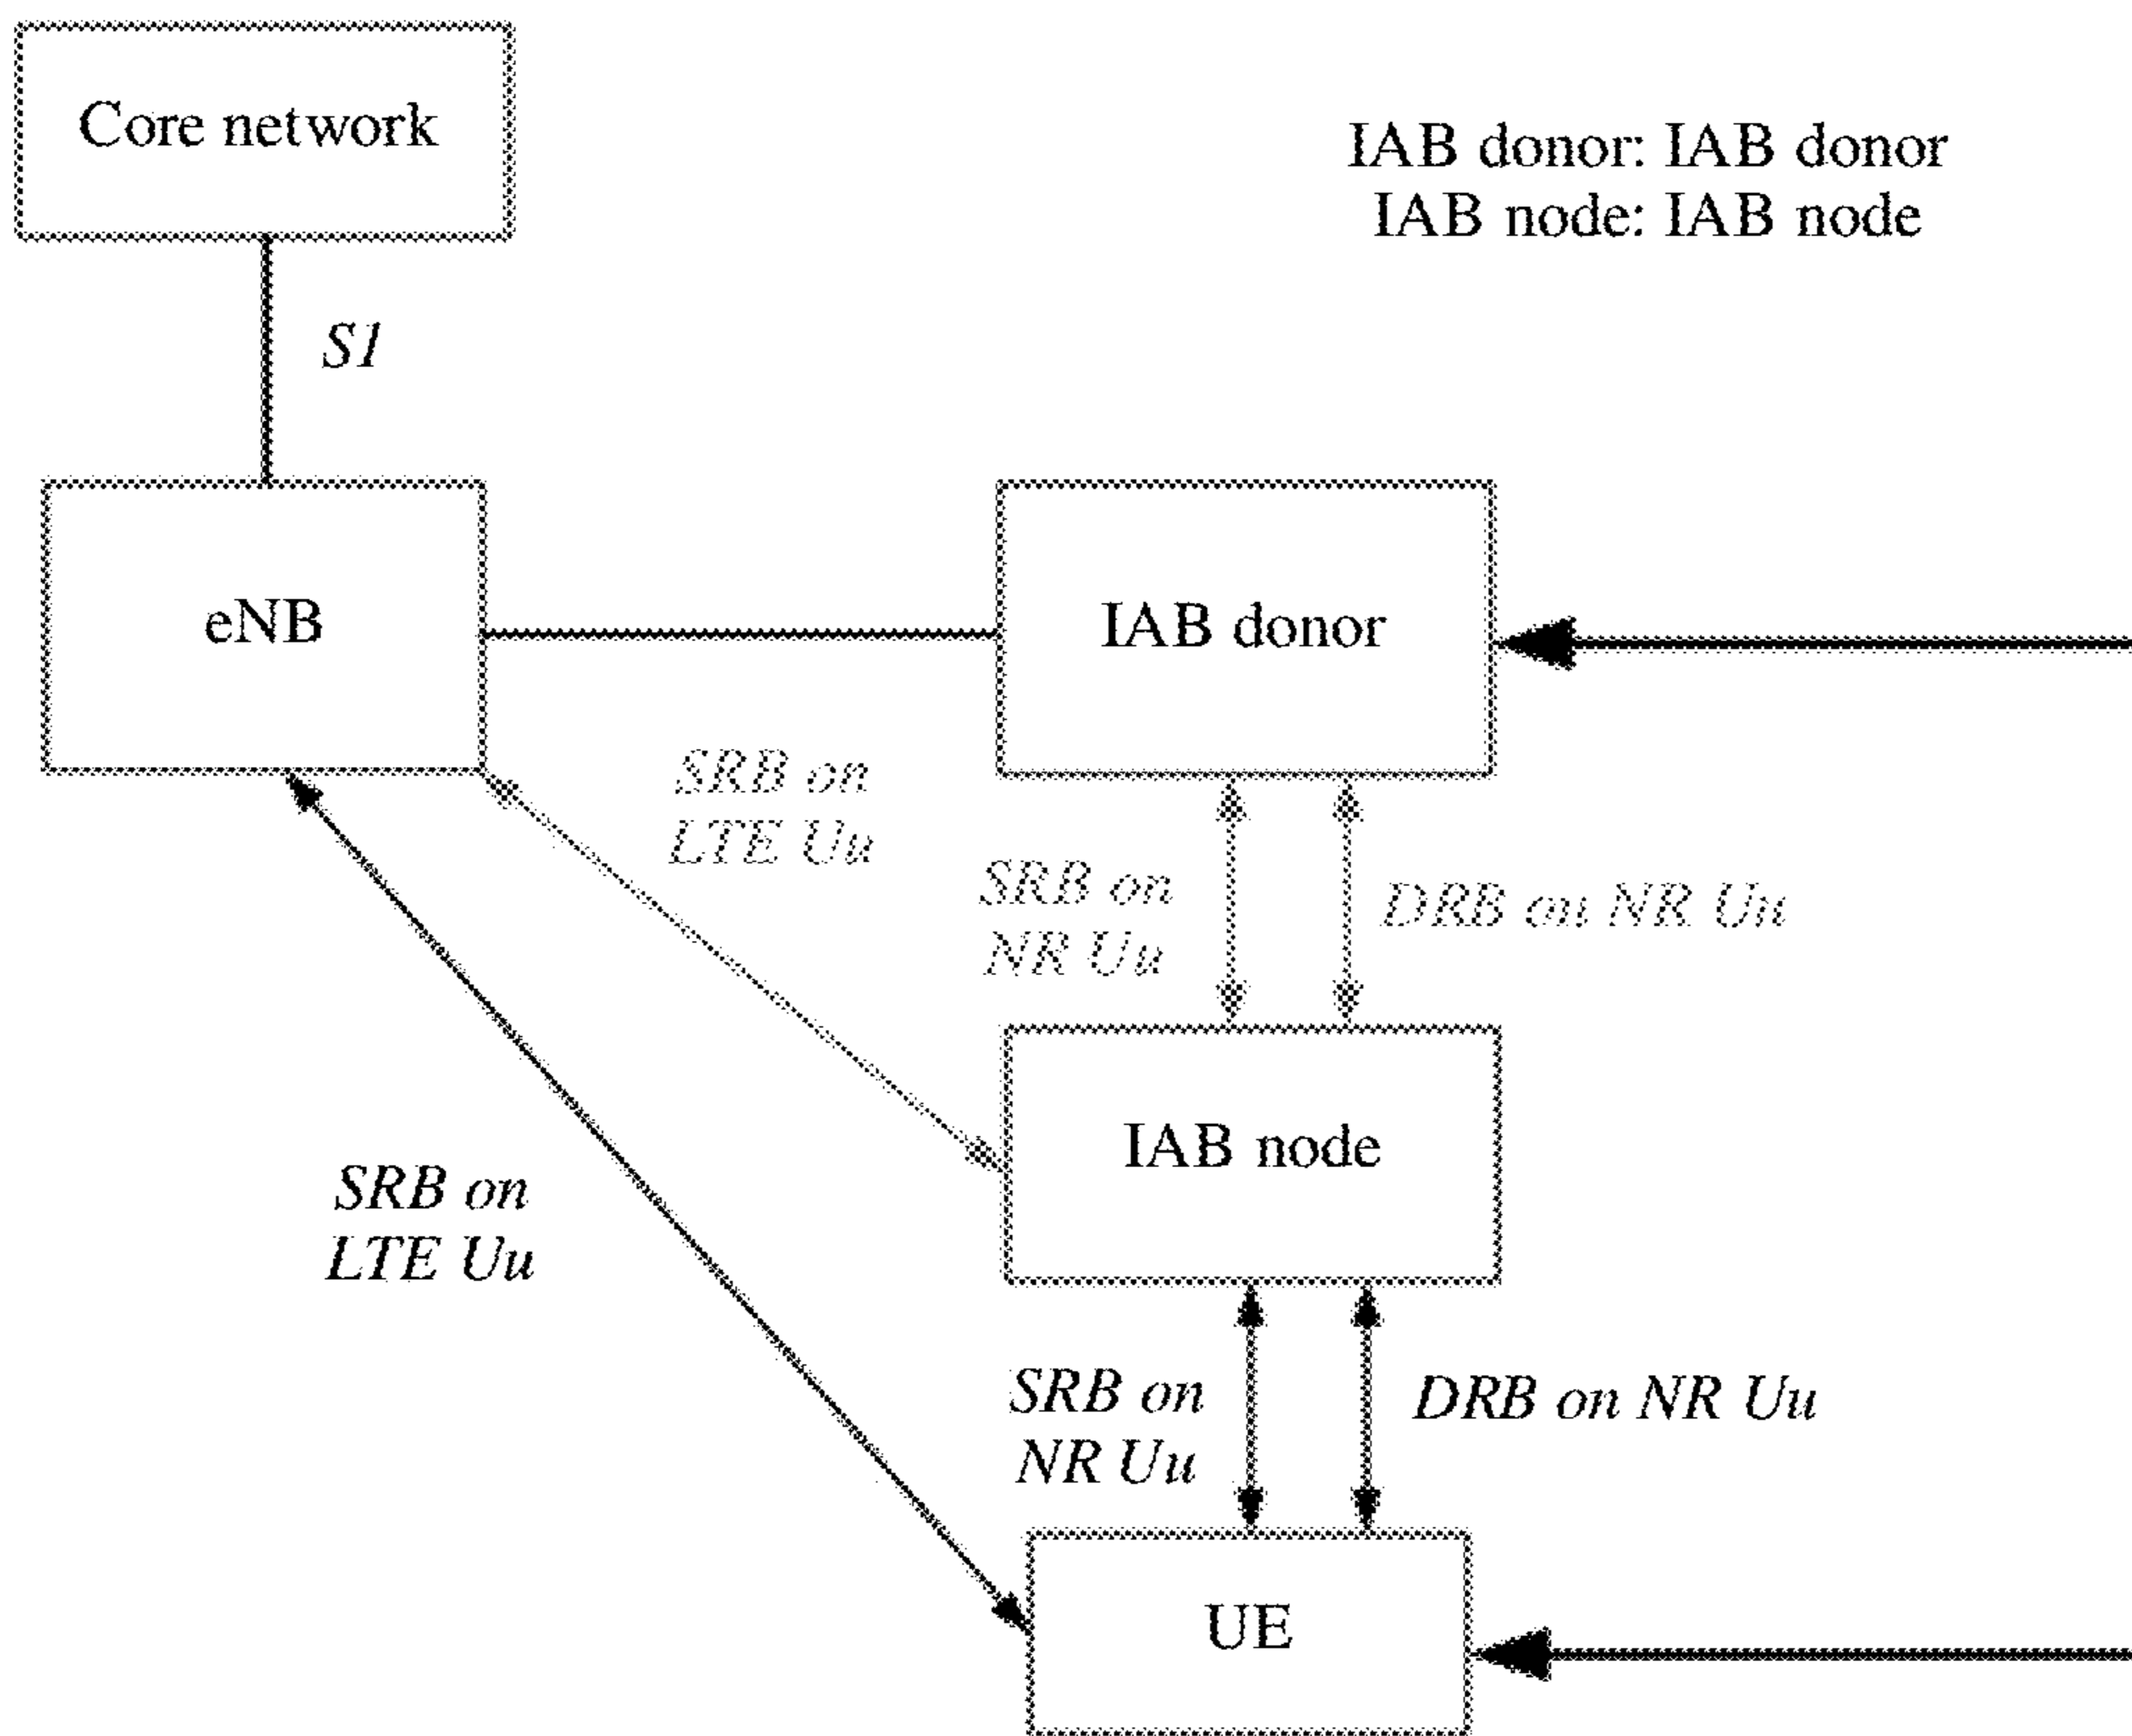 Core network
IAB donor: IAB donor
IAB node: IAB node
S1
eNB
IAB donor
SRB on
LTE Uu
SRB on
NR Uu
DRB on NR Uu
IAB node
SRB on
LTE Uu
SRB on
NR Uu
DRB on NR Uu
UE